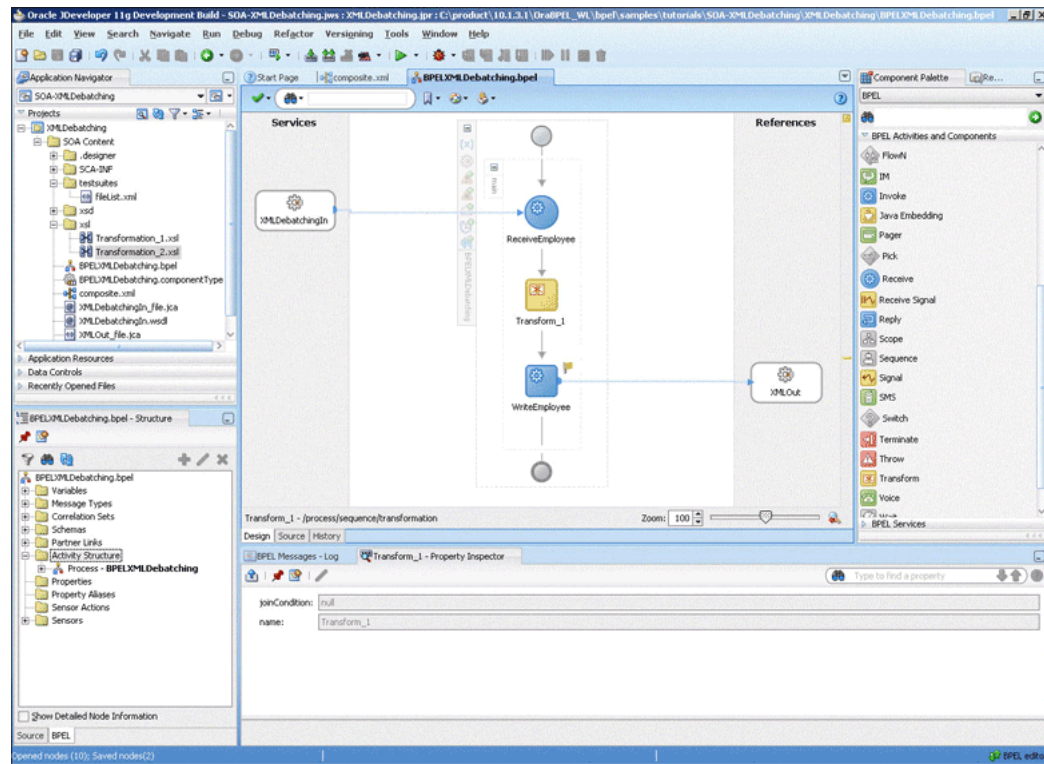 Oracle JDeveloper 11g Development Build - SOA-XMLDebatching.jws : XMLDebatching.jpr : C:\product\10.1.3.1\OraBPEL_WL\bpel\samples\tutorials\SOA-XMLDebatching\XMLDebatching\BPELXMLDebatching.bpel
File Edit View Search Navigate Run Debug Refactor Versioning Tools Window Help
Application Navigator
SOA-XMLDebatching
Projects
XMLDebatching
SOA Content
.designer
SCA-INF
testsuites
fileList.xml
xsd
xsl
Transformation_1.xsl
Transformation_2.xsl
BPELXMLDebatching.bpel
BPELXMLDebatching.componentType
composite.xml
XMLDebatchingIn_file.jca
XMLDebatchingIn.wsdl
XMLOut_file.jca
Application Resources
Data Controls
Recently Opened Files
BPELXMLDebatching.bpel - Structure
BPELXMLDebatching.bpel
Variables
Message Types
Correlation Sets
Schemas
Partner Links
Activity Structure
Process - BPELXMLDebatching
Properties
Property Aliases
Sensor Actions
Sensors
Show Detailed Node Information
Source BPEL
Start Page composite.xml BPELXMLDebatching.bpel
Services
References
main
BPELXMLDebatching
XMLDebatchingIn
ReceiveEmployee
Transform_1
WriteEmployee
XMLOut
Transform_1 - /process/sequence/transformation
Zoom: 100
Design Source History
BPEL Messages - Log Transform_1 - Property Inspector
Type to find a property
joinCondition: null
name: Transform_1
Component Palette Re...
BPEL
BPEL Activities and Components
FlowN
IM
Invoke
Java Embedding
Pager
Pick
Receive
Receive Signal
Reply
Scope
Sequence
Signal
SMS
Switch
Terminate
Throw
Transform
Voice
BPEL Services
Opened nodes (10); Saved nodes(2)
BPEL edito